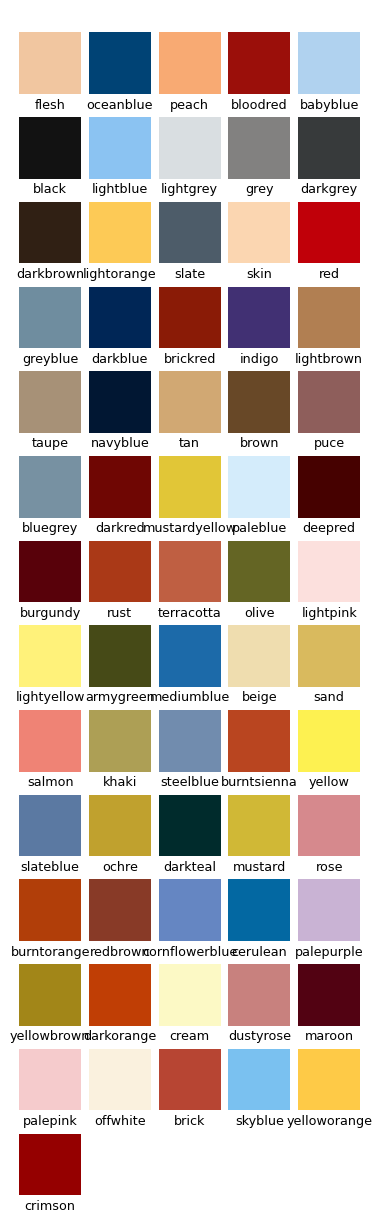 flesh oceanblue peach bloodred babyblue
black lightblue lightgrey grey darkgrey
darkbrown lightorange slate skin red
greyblue darkblue brickred indigo lightbrown
taupe navyblue tan brown puce
bluegrey darkred mustardyellow paleblue deepred
burgundy rust terracotta olive lightpink
lightyellow armygreen mediumblue beige sand
salmon khaki steelblue burntsienna yellow
slateblue ochre darkteal mustard rose
burntorange redbrown cornflowerblue cerulean palepurple
yellowbrown darkorange cream dustyrose maroon
palepink offwhite brick skyblue yelloworange
crimson